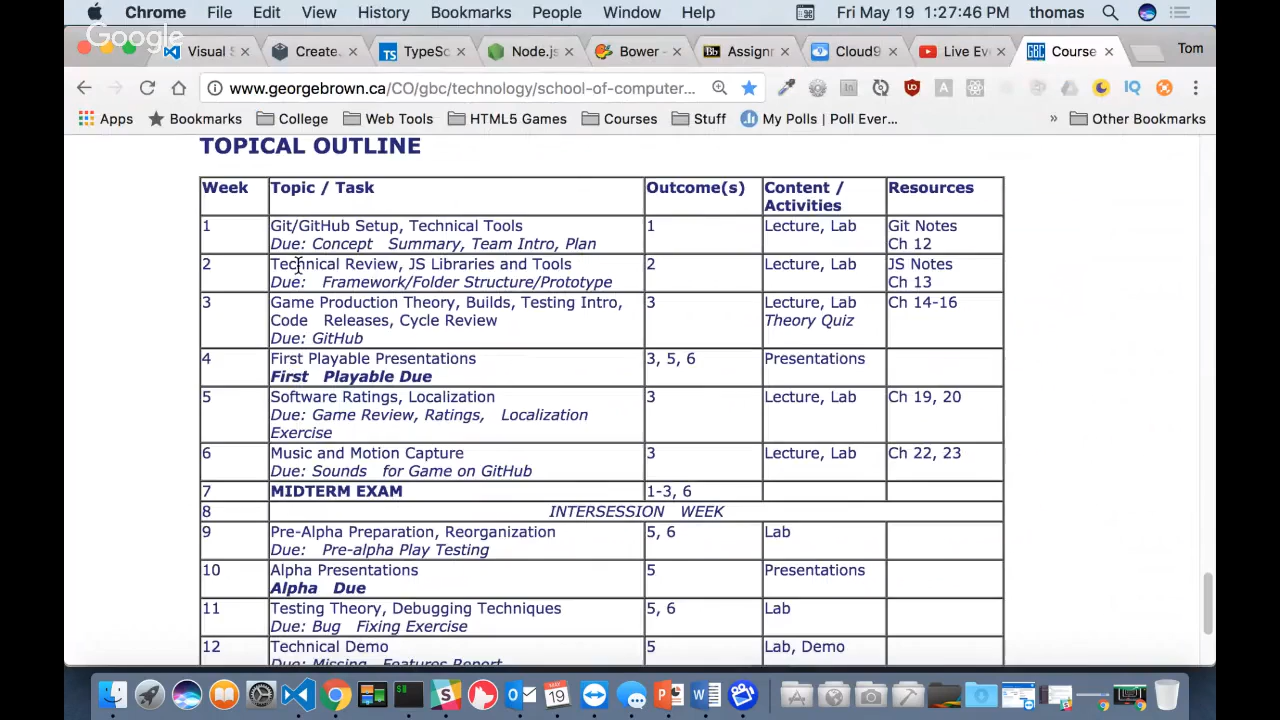 Chrome File Edit View History Bookmarks People Window Help Fri May 19 1:27:46 PM thomas
Google
Visual S Create. TypeSc Node.js Bower - Bb Assignr Cloud9 Live Eve GBC Course Tom
www.georgebrown.ca/CO/gbc/technology/school-of-computer...
Apps Bookmarks College Web Tools HTML5 Games Courses Stuff My Polls | Poll Ever... » Other Bookmarks
TOPICAL OUTLINE
Week Topic / Task Outcome(s) Content / Activities Resources
1 Git/GitHub Setup, Technical Tools 1 Lecture, Lab Git Notes
Due: Concept Summary, Team Intro, Plan Ch 12
2 Technical Review, JS Libraries and Tools 2 Lecture, Lab JS Notes
Due: Framework/Folder Structure/Prototype Ch 13
3 Game Production Theory, Builds, Testing Intro, 3 Lecture, Lab Ch 14-16
Code Releases, Cycle Review Theory Quiz
Due: GitHub
4 First Playable Presentations 3, 5, 6 Presentations
First Playable Due
5 Software Ratings, Localization 3 Lecture, Lab Ch 19, 20
Due: Game Review, Ratings, Localization
Exercise
6 Music and Motion Capture 3 Lecture, Lab Ch 22, 23
Due: Sounds for Game on GitHub
7 MIDTERM EXAM 1-3, 6
8 INTERSESSION WEEK
9 Pre-Alpha Preparation, Reorganization 5, 6 Lab
Due: Pre-alpha Play Testing
10 Alpha Presentations 5 Presentations
Alpha Due
11 Testing Theory, Debugging Techniques 5, 6 Lab
Due: Bug Fixing Exercise
12 Technical Demo 5 Lab, Demo
Due: Missing Features Report
MAY 19